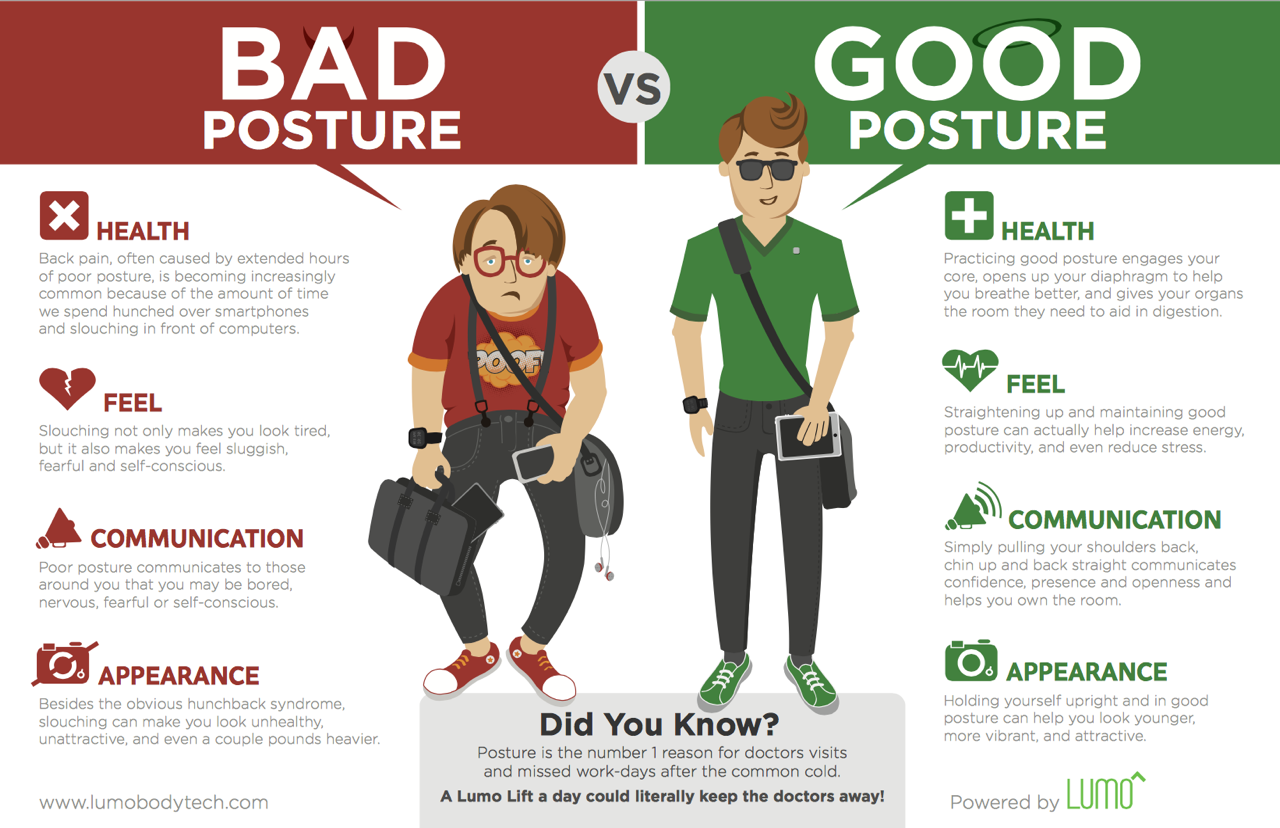 BAD
POSTURE
VS
GOOD
POSTURE
HEALTH
Back pain, often caused by extended hours
of poor posture, is becoming increasingly
common because of the amount of time
we spend hunched over smartphones
and slouching in front of computers.
FEEL
Slouching not only makes you look tired,
but it also makes you feel sluggish,
fearful and self-conscious.
COMMUNICATION
Poor posture communicates to those
around you that you may be bored,
nervous, fearful or self-conscious.
APPEARANCE
Besides the obvious hunchback syndrome,
slouching can make you look unhealthy,
unattractive, and even a couple pounds heavier.
www.lumobodytech.com
POOF!
HEALTH
Practicing good posture engages your
core, opens up your diaphragm to help
you breathe better, and gives your organs
the room they need to aid in digestion.
FEEL
Straightening up and maintaining good
posture can actually help increase energy,
productivity, and even reduce stress.
COMMUNICATION
Simply pulling your shoulders back,
chin up and back straight communicates
confidence, presence and openness and
helps you own the room.
APPEARANCE
Holding yourself upright and in good
posture can help you look younger,
more vibrant, and attractive.
Did You Know?
Posture is the number 1 reason for doctors visits
and missed work-days after the common cold.
A Lumo Lift a day could literally keep the doctors away!
Powered by LUMO